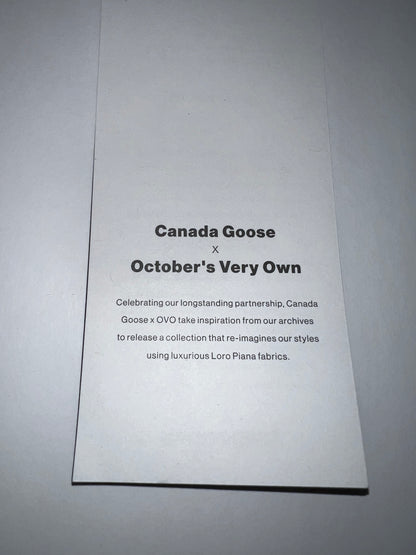 Canada Goose
X
October's Very Own
Celebrating our longstanding partnership, Canada
Goose x OVO take inspiration from our archives
to release a collection that re-imagines our styles
using luxurious Loro Piana fabrics.